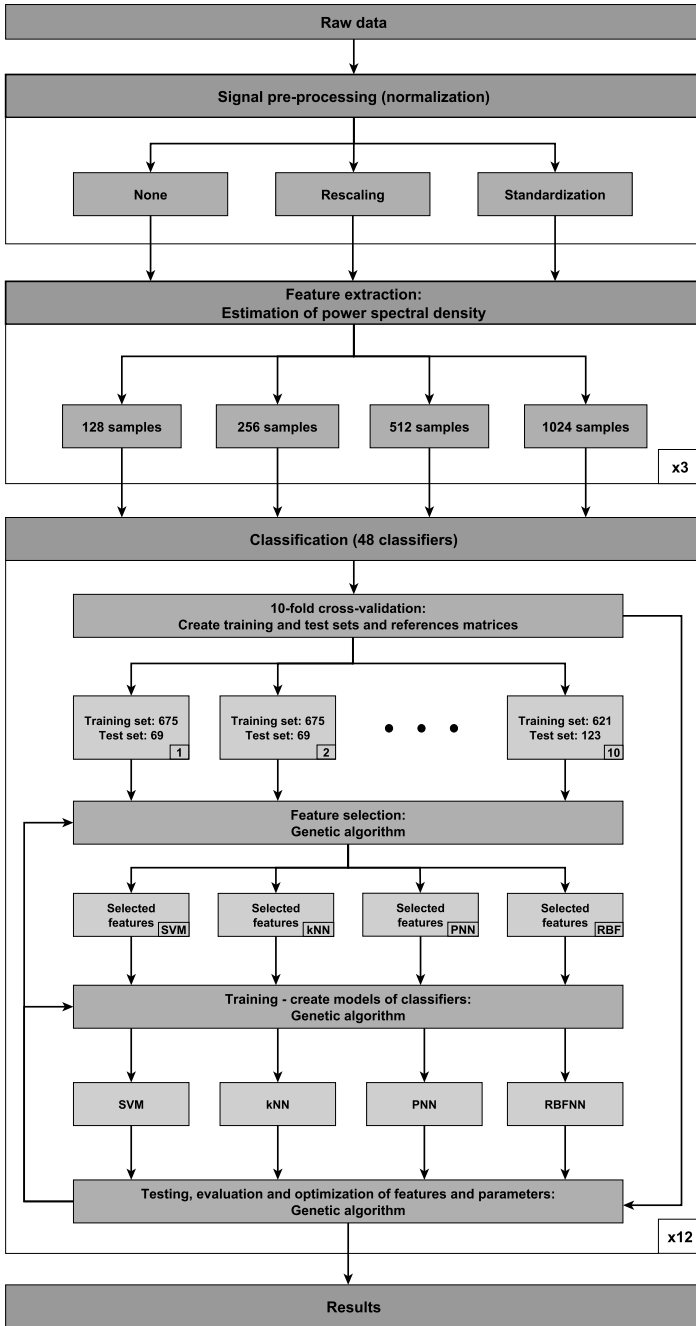 Raw data
Signal pre-processing (normalization)
None
Rescaling
Standardization
Feature extraction:
Estimation of power spectral density
128 samples
256 samples
512 samples
1024 samples
x3
Classification (48 classifiers)
10-fold cross-validation:
Create training and test sets and references matrices
Training set: 675
Test set: 69
1
Training set: 675
Test set: 69
2
Training set: 621
Test set: 123
10
Feature selection:
Genetic algorithm
Selected
features
SVM
Selected
features
kNN
Selected
features
PNN
Selected
features
RBF
Training - create models of classifiers:
Genetic algorithm
SVM
kNN
PNN
RBFNN
Testing, evaluation and optimization of features and parameters:
Genetic algorithm
x12
Results